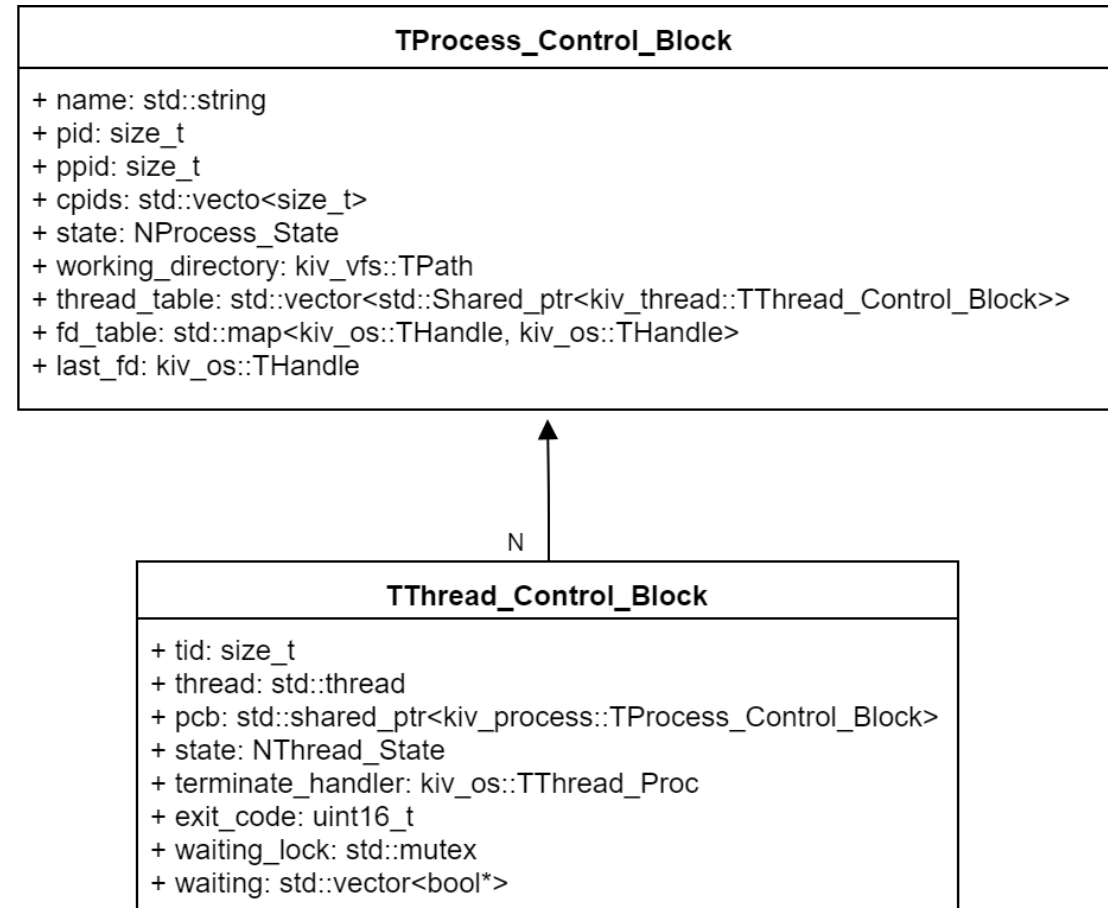 TProcess_Control_Block
+ name: std::string
+ pid: size_t
+ ppid: size_t
+ cpids: std::vecto<size_t>
+ state: NProcess_State
+ working_directory: kiv_vfs::TPath
+ thread_table: std::vector<std::Shared_ptr<kiv_thread::TThread_Control_Block>>
+ fd_table: std::map<kiv_os::THandle, kiv_os::THandle>
+ last_fd: kiv_os::THandle
N
TThread_Control_Block
+ tid: size_t
+ thread: std::thread
+ pcb: std::shared_ptr<kiv_process::TProcess_Control_Block>
+ state: NThread_State
+ terminate_handler: kiv_os::TThread_Proc
+ exit_code: uint16_t
+ waiting_lock: std::mutex
+ waiting: std::vector<bool*>